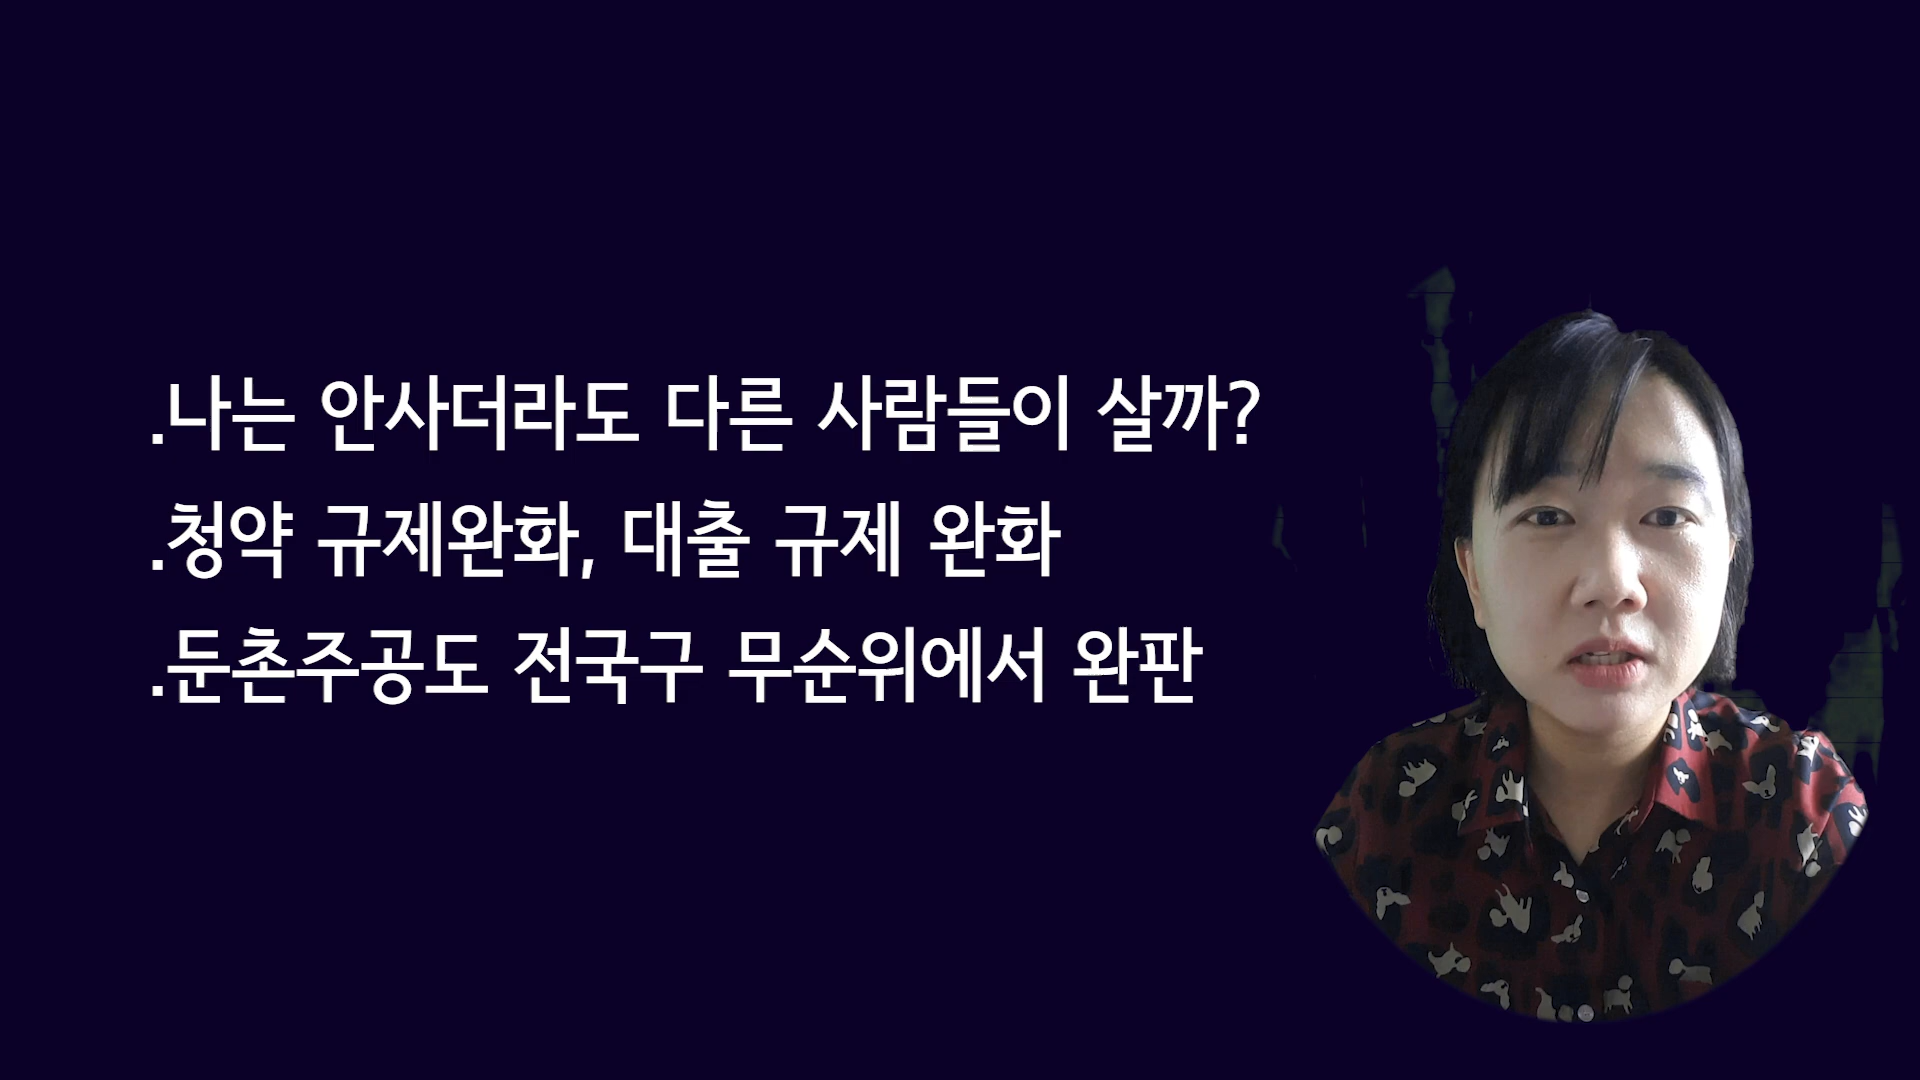 .나는 안사더라도 다른 사람들이 살까?
.청약 규제완화, 대출 규제 완화
.둔촌주공도 전국구 무순위에서 완판